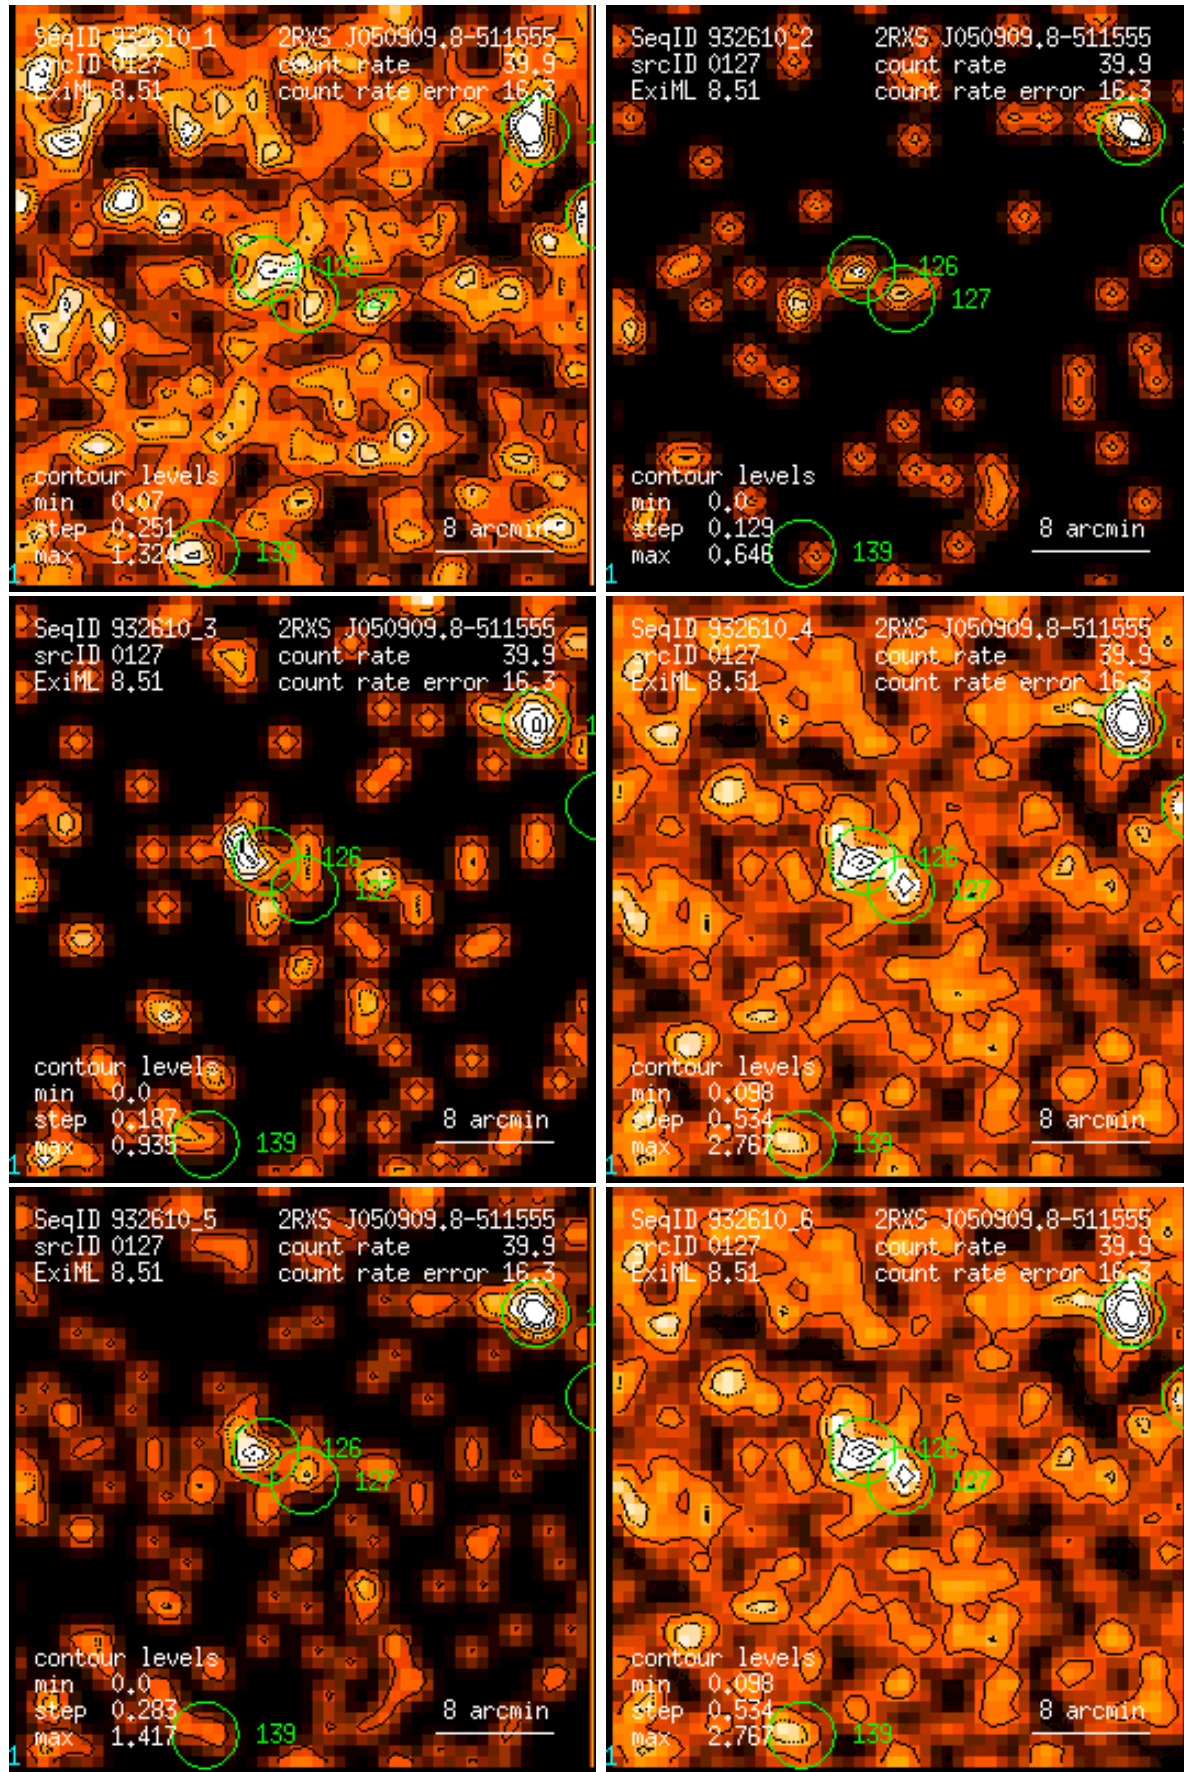 SeqID 932610_1 2RXS J050909.8-511555
srcID 0127 count rate 39.9
ExiML 8.51 count rate error 16.3
1
126
127
contour levels
min 0.07
step 0.251 8 arcmin
max 1.324 139
1
SeqID 932610_2 2RXS J050909.8-511555
srcID 0127 count rate 39.9
ExiML 8.51 count rate error 16.3
126
127
contour levels
min 0.0
step 0.129 8 arcmin
max 0.646 139
1
SeqID 932610_3 2RXS J050909.8-511555
srcID 0127 count rate 39.9
ExiML 8.51 count rate error 16.3
1
126
127
contour levels
min 0.0
step 0.187 8 arcmin
max 0.935 139
1
SeqID 932610_4 2RXS J050909.8-511555
srcID 0127 count rate 39.9
ExiML 8.51 count rate error 16.3
126
127
contour levels
min 0.098
step 0.534 8 arcmin
max 2.767 139
1
SeqID 932610_5 2RXS J050909.8-511555
srcID 0127 count rate 39.9
ExiML 8.51 count rate error 16.3
1
126
127
contour levels
min 0.0
step 0.283 8 arcmin
max 1.417 139
1
SeqID 932610_6 2RXS J050909.8-511555
srcID 0127 count rate 39.9
ExiML 8.51 count rate error 16.3
126
127
contour levels
min 0.098
step 0.534 8 arcmin
max 2.767 139
1